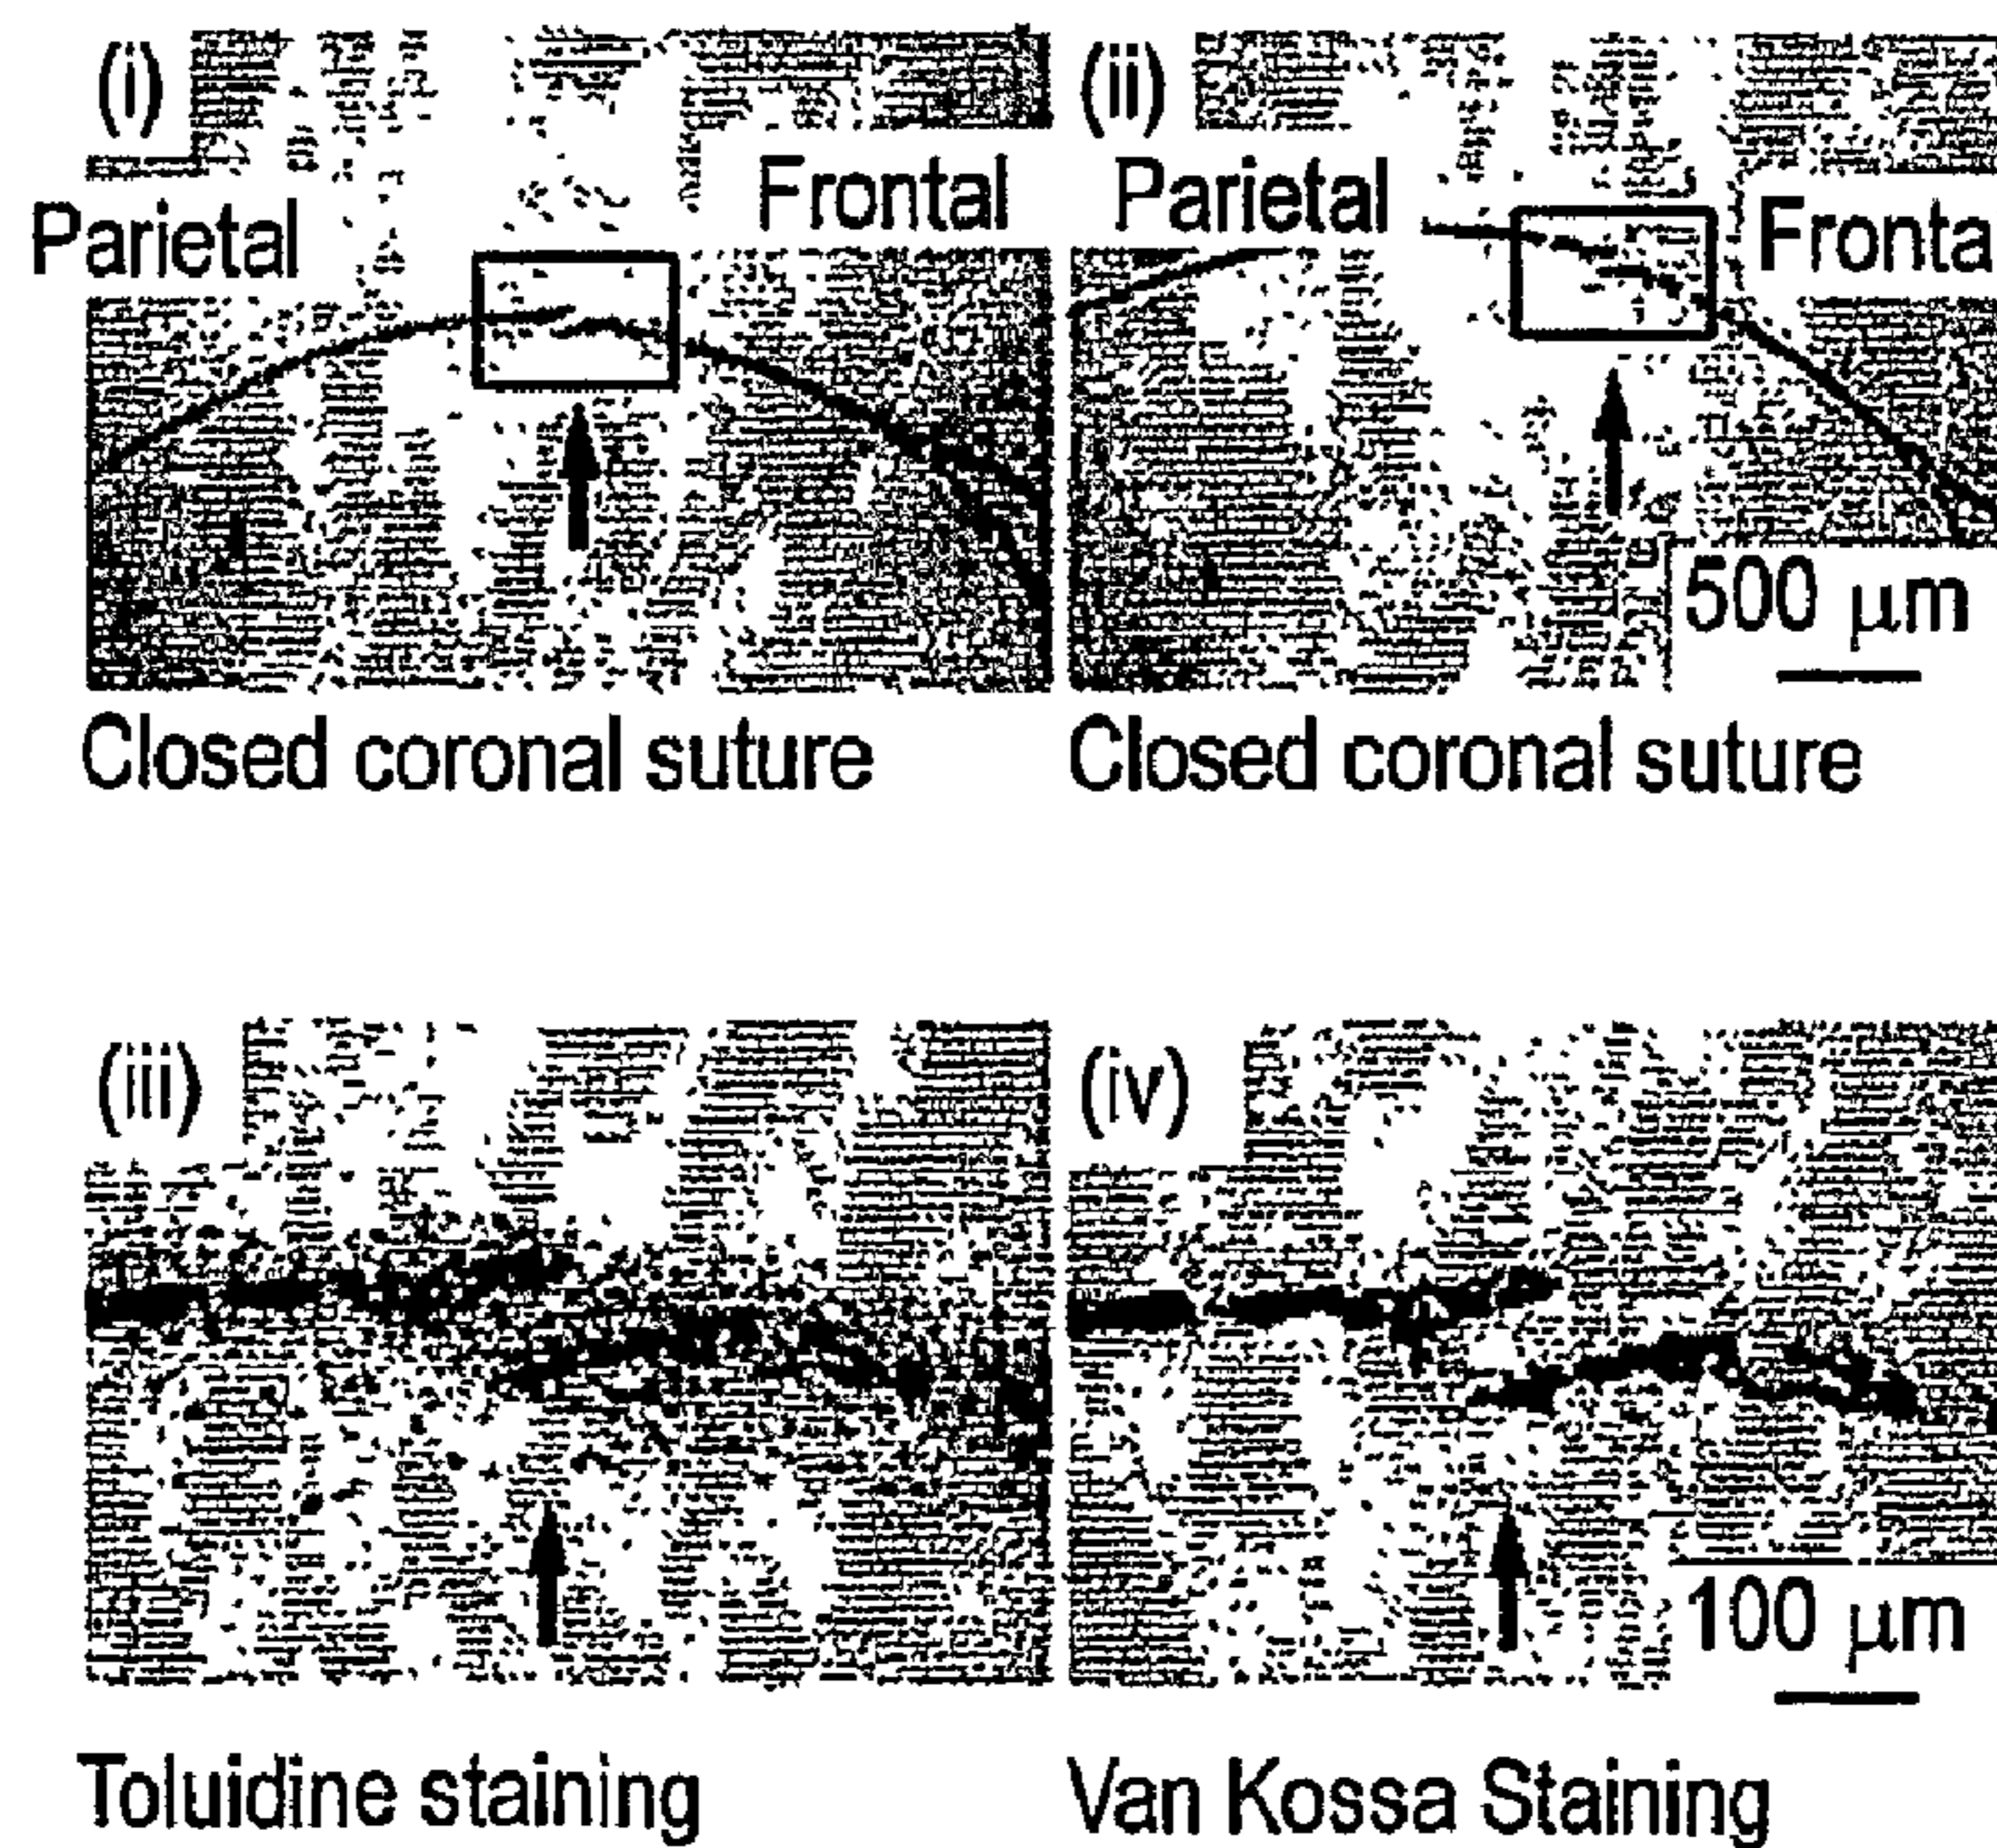 (i)
(ii)
Parietal
Frontal
Parietal
Fronta
500 μm
Closed coronal suture
Closed coronal suture
(iii)
(iv)
100 μm
Toluidine staining
Van Kossa Staining